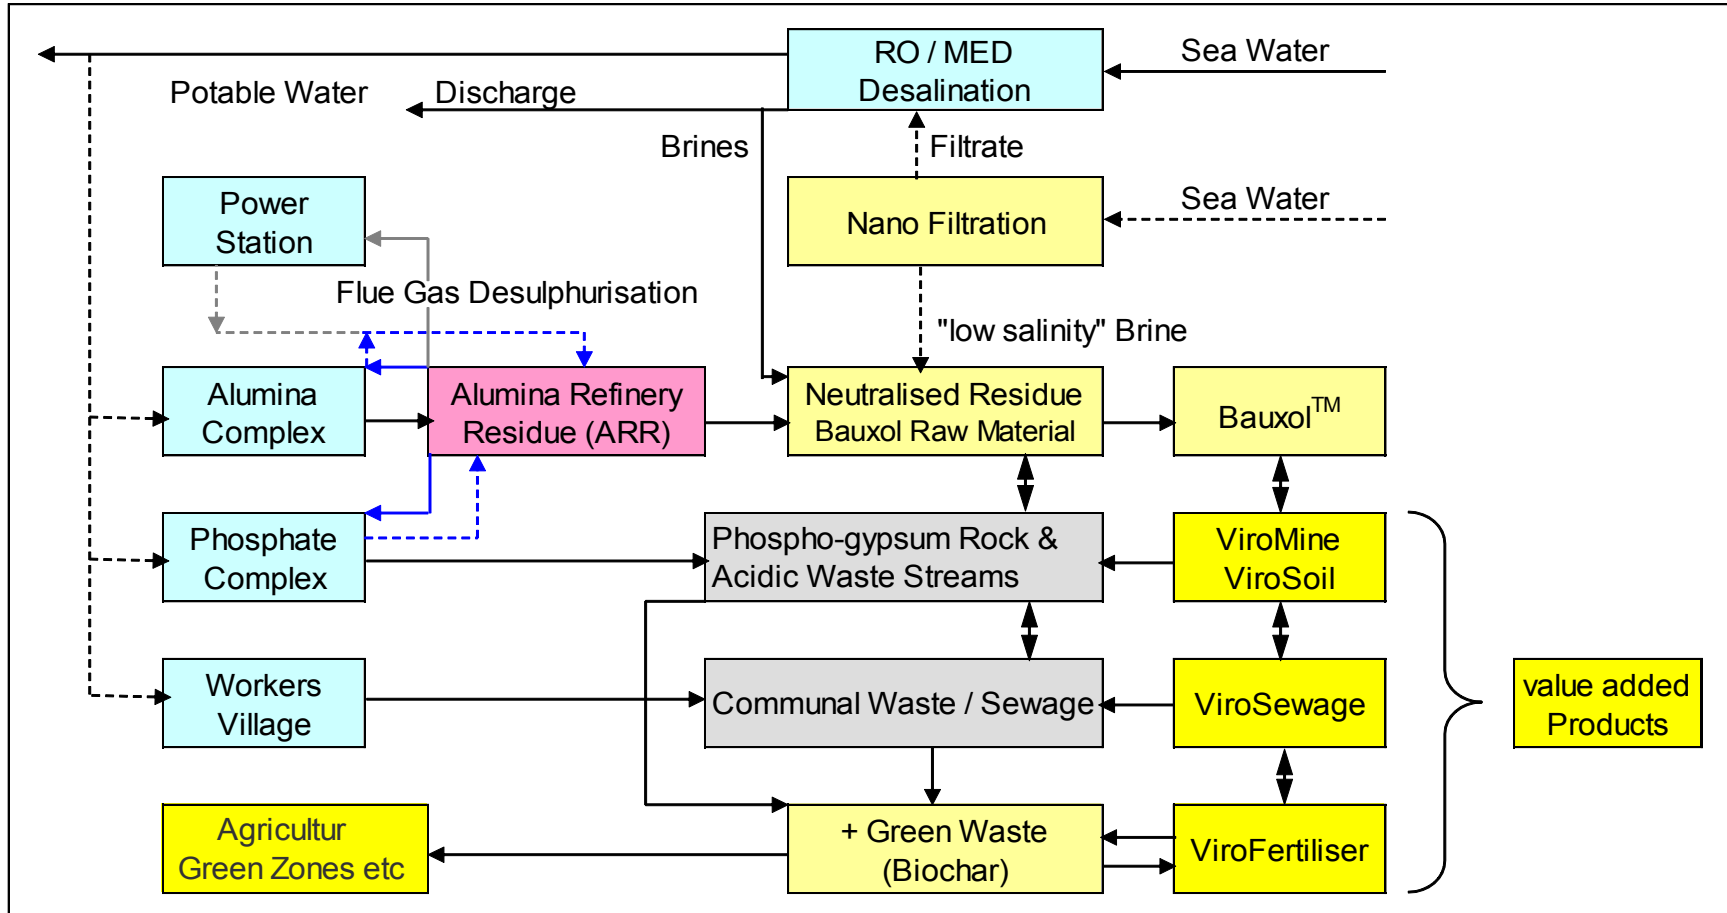 RO / MED
Desalination
Sea Water
Potable Water
Discharge
Brines
Filtrate
Power
Station
Nano Filtration
Sea Water
Flue Gas Desulphurisation
"low salinity" Brine
Alumina
Complex
Alumina Refinery
Residue (ARR)
Neutralised Residue
Bauxol Raw Material
Bauxol™
Phosphate
Complex
Phospho-gypsum Rock &
Acidic Waste Streams
ViroMine
ViroSoil
Workers
Village
Communal Waste / Sewage
ViroSewage
value added
Products
Agricultur
Green Zones etc
+ Green Waste
(Biochar)
ViroFertiliser